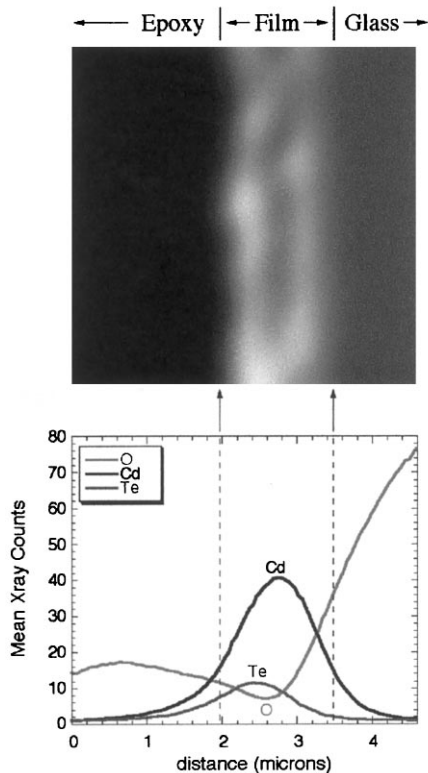 Epoxy Film Glass
80
70
60
50
40
30
20
10
0
Mean Xray Counts
O
Cd
Te
Cd
Te
O
0 1 2 3 4
distance (microns)